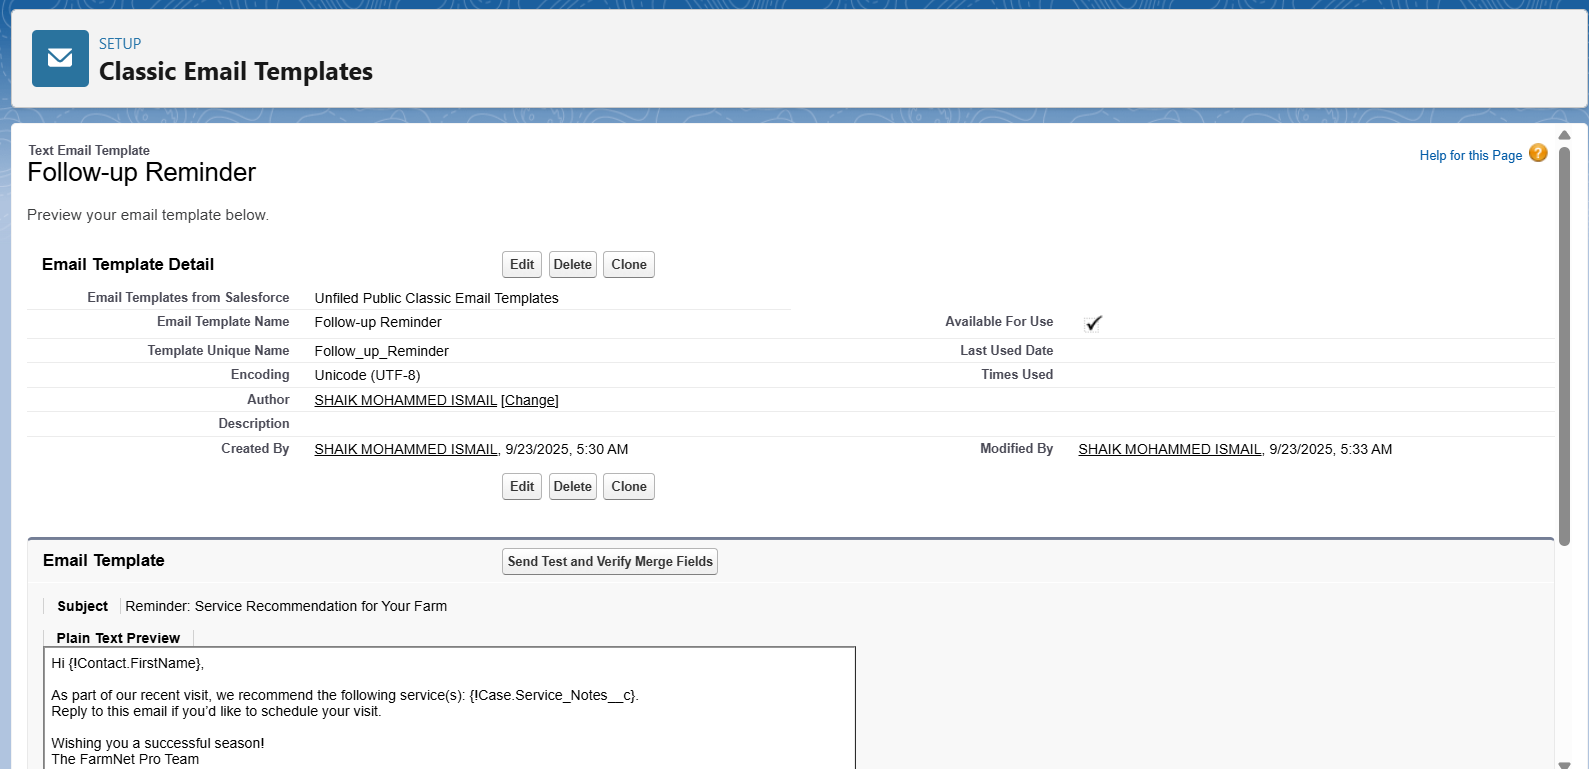 SETUP
Classic Email Templates
Text Email Template
Follow-up Reminder
Help for this Page ?
Preview your email template below.
Email Template Detail
Edit Delete Clone
Email Templates from Salesforce Unfiled Public Classic Email Templates
Email Template Name Follow-up Reminder Available For Use
Template Unique Name Follow_up_Reminder Last Used Date
Encoding Unicode (UTF-8) Times Used
Author SHAIK MOHAMMED ISMAIL [Change]
Description
Created By SHAIK MOHAMMED ISMAIL, 9/23/2025, 5:30 AM Modified By SHAIK MOHAMMED ISMAIL, 9/23/2025, 5:33 AM
Edit Delete Clone
Email Template Send Test and Verify Merge Fields
Subject Reminder: Service Recommendation for Your Farm
Plain Text Preview
Hi {!Contact.FirstName},
As part of our recent visit, we recommend the following service(s): {!Case.Service_Notes__c}.
Reply to this email if you’d like to schedule your visit.
Wishing you a successful season!
The FarmNet Pro Team